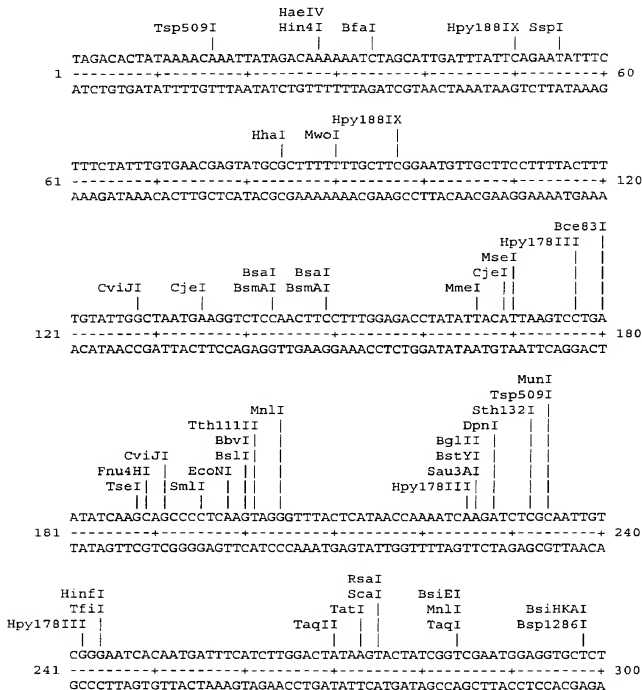 HaeIV
Tsp509I Hin4I BfaI Hpy188IX SspI
TAGACACTATAAAACAAATTATAGACAAAAAATCTAGCATTGATTTATTCAGAATATTTC
1 ---------+---------+---------+---------+---------+---------- 60
ATCTGTGATATTTTGTTTAATATCTGTTTTTTAGATCGTAACTAAATAAGTCTTATAAAG
Hpy188IX
HhaI MwoI
TTTCTATTTGTGAACGAGTATGCGCTTTTTTTGCTTCGGAATGTTGCTTCCTTTTACTTT
61 ---------+---------+---------+---------+---------+---------- 120
AAAGATAAACACTTGCTCATACGCGAAAAAAACGAAGCCTTACAACGAAGGAAAATGAAA
Bce83I
Hpy178III
MseI
BsaI BsaI CjeI
CviJI CjeI BsmAI BsmAI MmeI
TGTATTGGCTAATGAAGGTCTCCAACTTCCTTTGGAGACCTATATTACATTAAGTCCTGA
121 ---------+---------+---------+---------+---------+---------- 180
ACATAACCGATTACTTCCAGAGGTTGAAGGAAACCTCTGGATATAATGTAATTCAGGACT
MunI
Tsp509I
MnlI Sth132I
Tth111II DpnI
BbvI BglII
CviJI BslI BstYI
Fnu4HI EcoNI Sau3AI
TseI SmlI Hpy178III
ATATCAAGCAGCCCCTCAAGTAGGGTTTACTCATAACCAAAATCAAGATCTCGCAATTGT
181 ---------+---------+---------+---------+---------+---------- 240
TATAGTTCGTCGGGGAGTTCATCCCAAATGAGTATTGGTTTTAGTTCTAGAGCGTTAACA
RsaI
HinfI ScaI BsiEI
TfiI TatI MnlI BsiHKAI
Hpy178III TaqII TaqI Bsp1286I
CGGGAATCACAATGATTTCATCTTGGACTATAAGTACTATCGGTCGAATGGAGGTGCTCT
241 ---------+---------+---------+---------+---------+---------- 300
GCCCTTAGTGTTACTAAAGTAGAACCTGATATTCATGATAGCCAGCTTACCTCCACGAGA